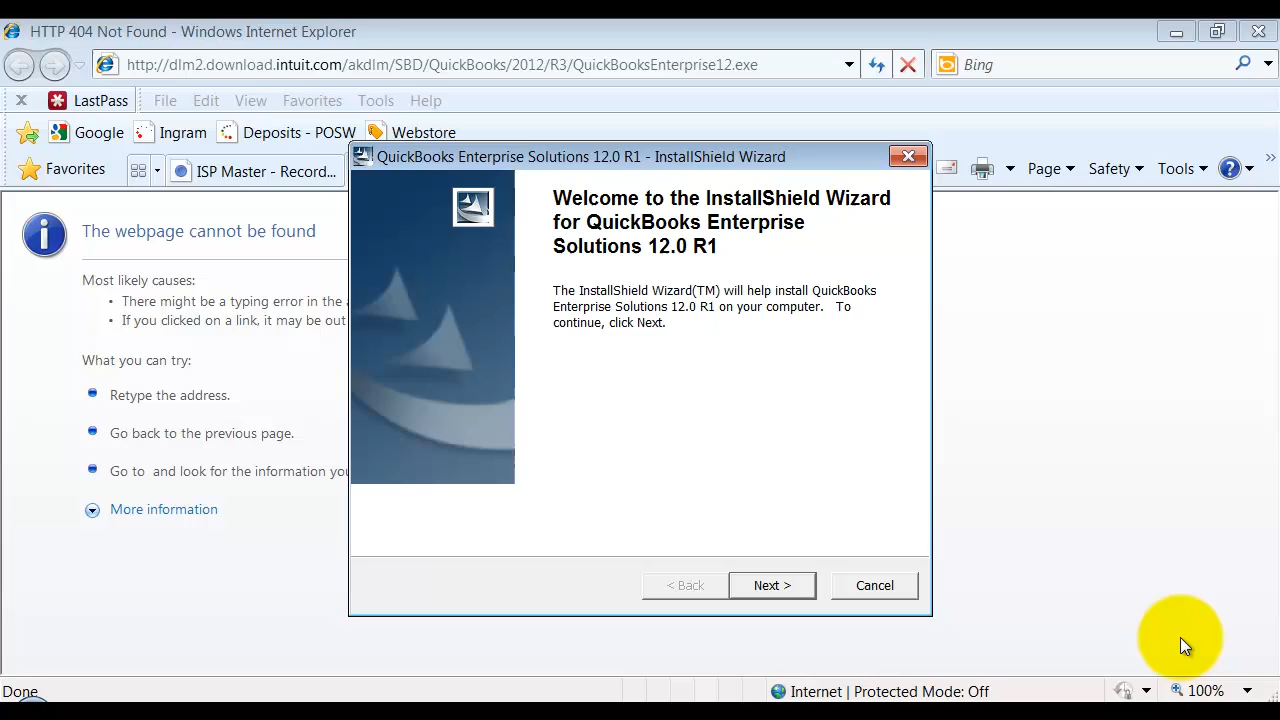 HTTP 404 Not Found - Windows Internet Explorer
http://dlm2.download.intuit.com/akdlm/SBD/QuickBooks/2012/R3/QuickBooksEnterprise12.exe
Bing
x LastPass File Edit View Favorites Tools Help
Google Ingram Deposits - POSW Webstore
Favorites ISP Master - Record... Page Safety Tools
QuickBooks Enterprise Solutions 12.0 R1 - InstallShield Wizard
Welcome to the InstallShield Wizard
for QuickBooks Enterprise
Solutions 12.0 R1
The InstallShield Wizard(TM) will help install QuickBooks
Enterprise Solutions 12.0 R1 on your computer. To
continue, click Next.
< Back Next > Cancel
The webpage cannot be found
Most likely causes:
• There might be a typing error in the
• If you clicked on a link, it may be out
What you can try:
Retype the address.
Go back to the previous page.
Go to and look for the information you
More information
Done
Internet | Protected Mode: Off
100%